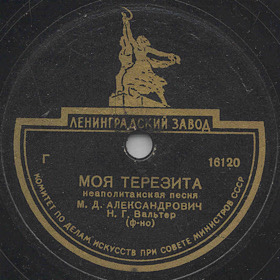 ЛЕНИНГРАДСКИЙ ЗАВОД
Г
16120
МОЯ ТЕРЕЗИТА
неаполитанская песня
М. Д. АЛЕКСАНДРОВИЧ
Н. Г. Вальтер
(ф-но)
КОМИТЕТ ПО ДЕЛАМ ИСКУССТВ ПРИ СОВЕТЕ МИНИСТРОВ СССР